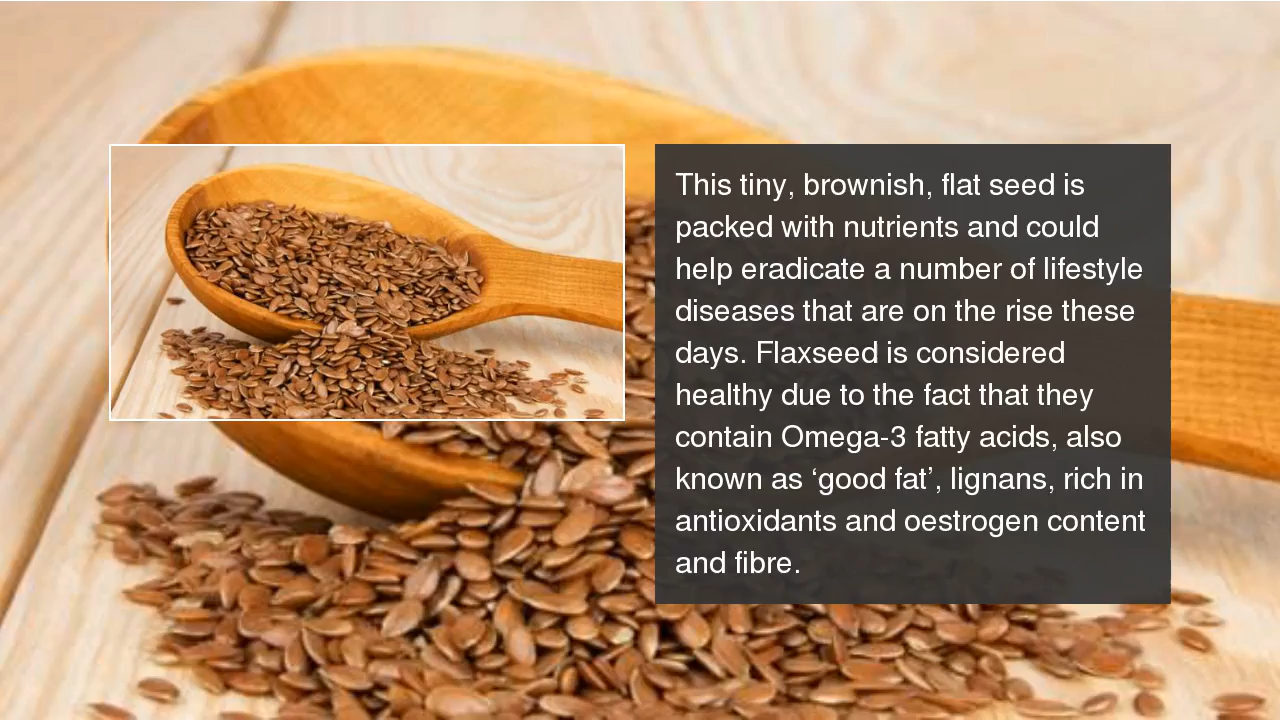 This tiny, brownish, flat seed is
packed with nutrients and could
help eradicate a number of lifestyle
diseases that are on the rise these
days. Flaxseed is considered
healthy due to the fact that they
contain Omega-3 fatty acids, also
known as ‘good fat’, lignans, rich in
antioxidants and oestrogen content
and fibre.